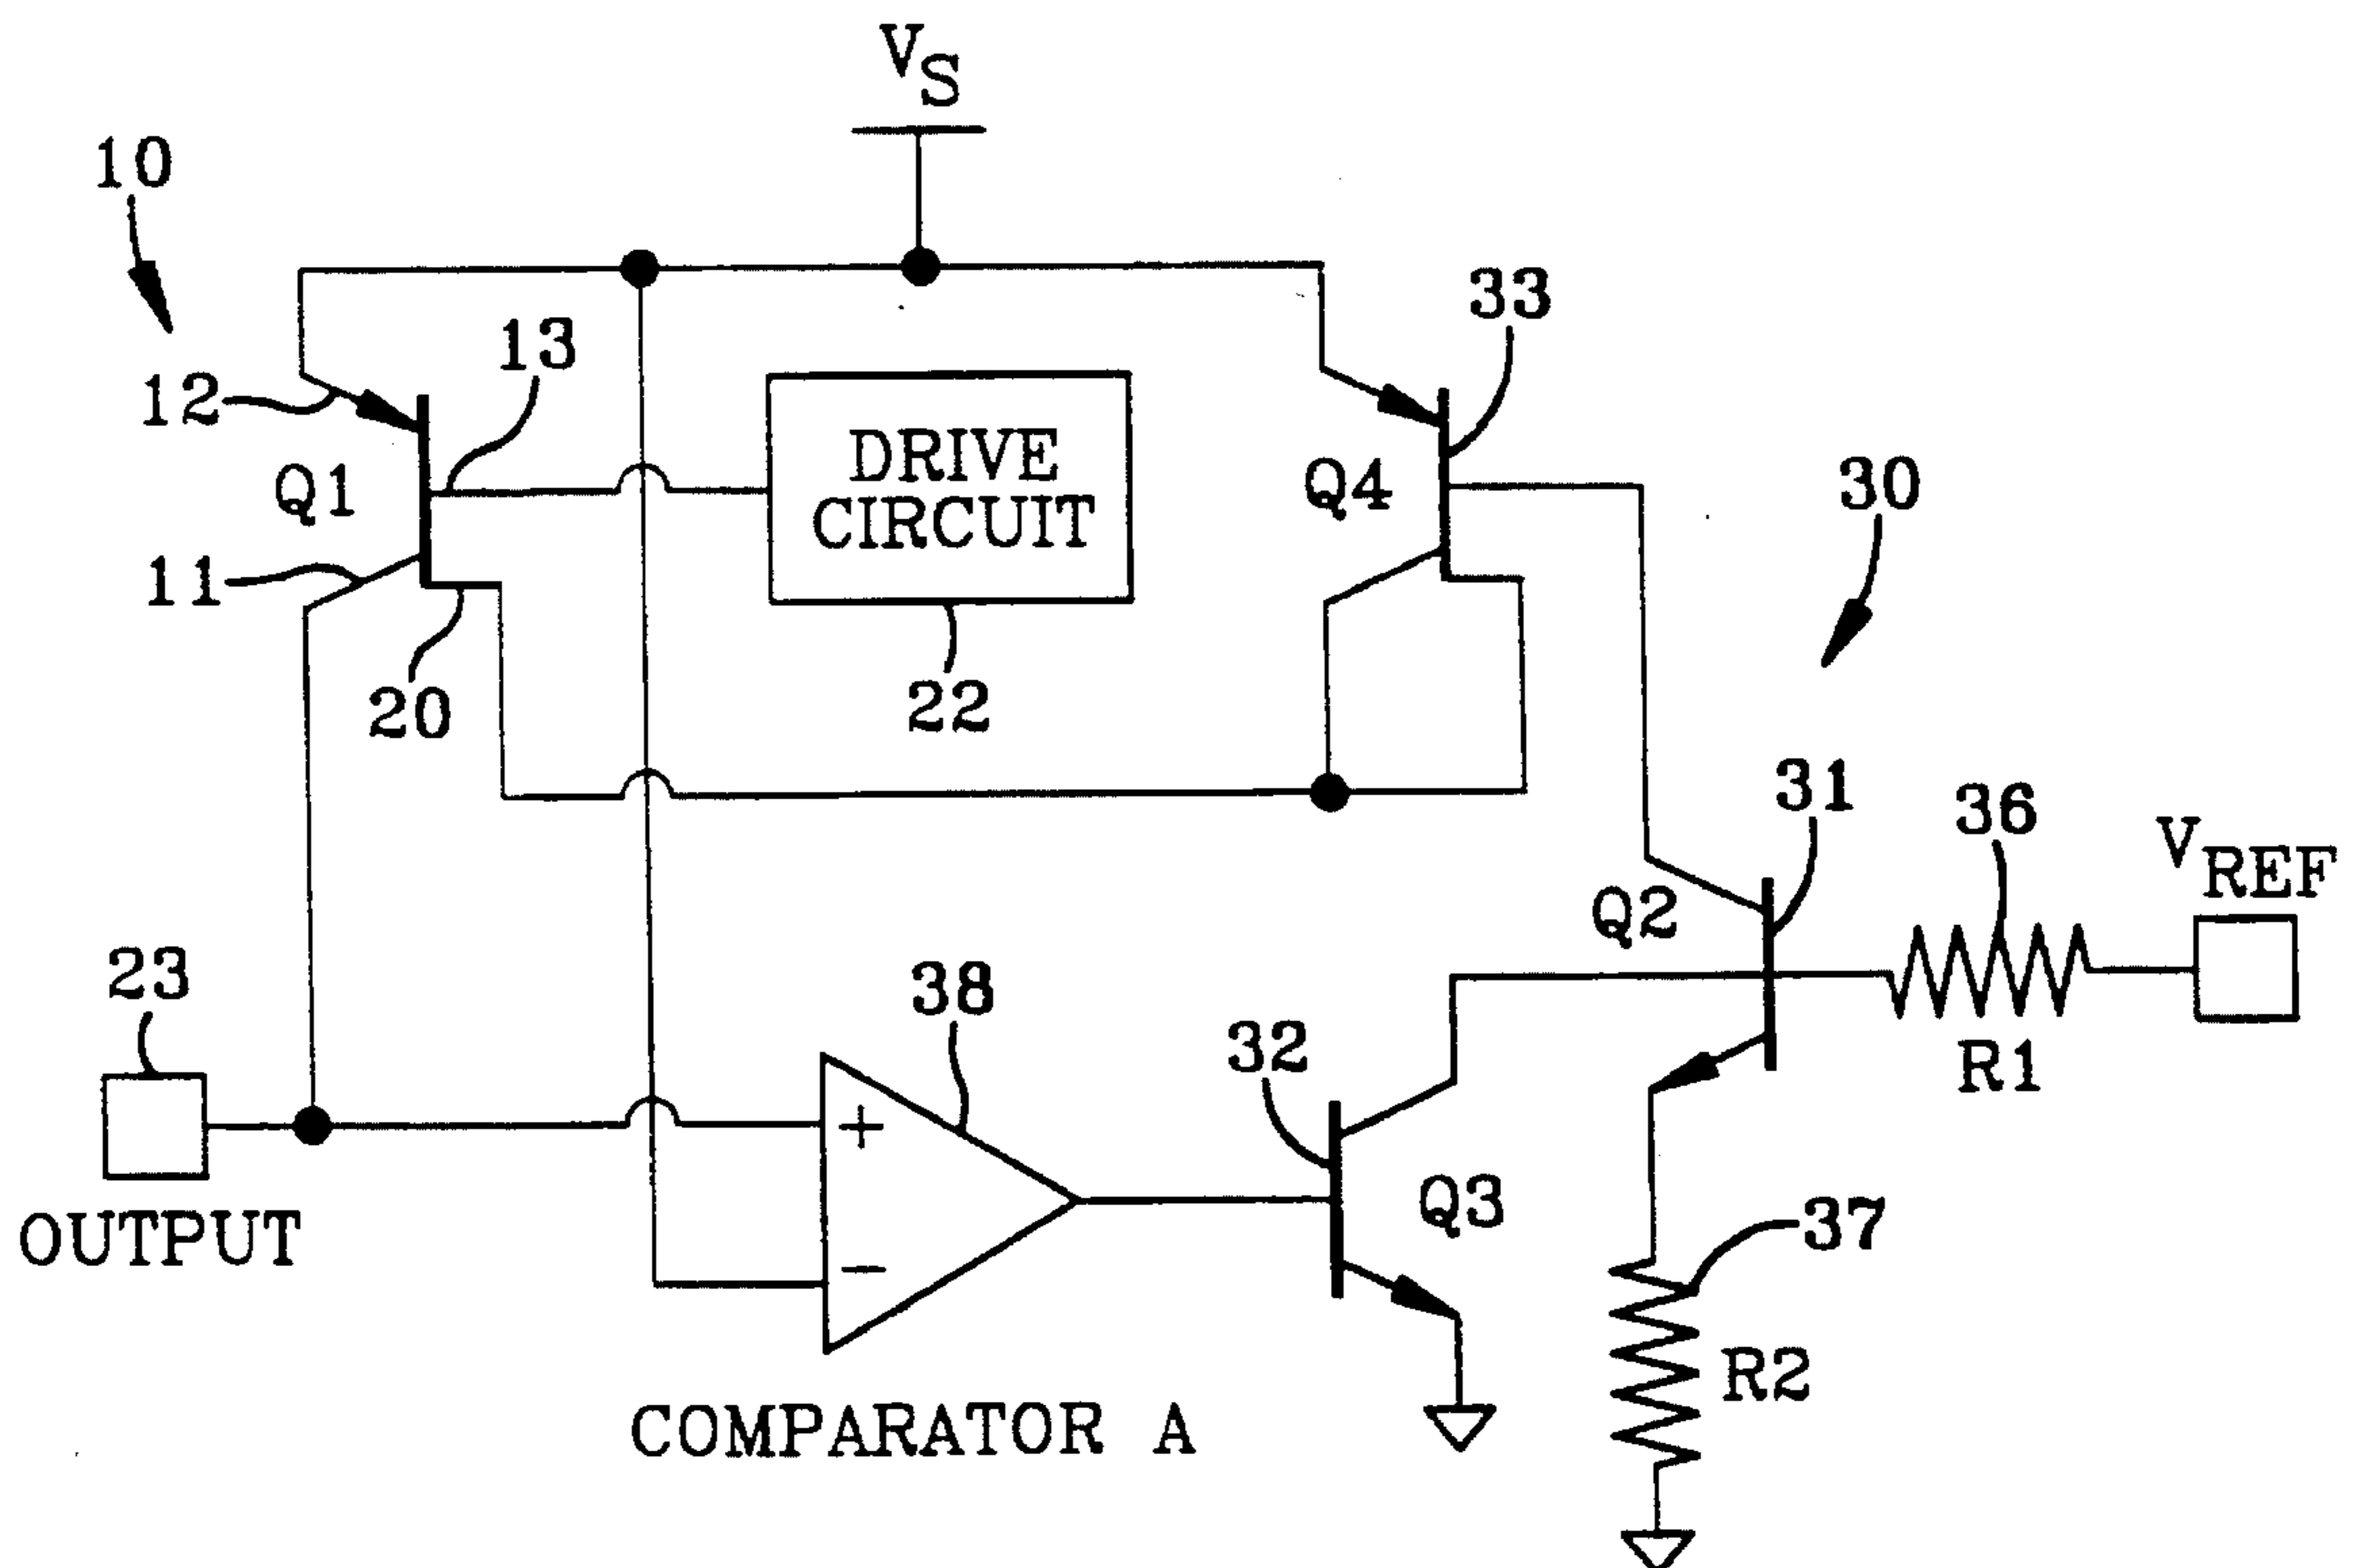 V_S
10
33
13
12
DRIVE
CIRCUIT
Q1
Q4
30
11
20
22
31
36
V_REF
Q2
23
38
32
R1
+
Q3
37
OUTPUT
−
R2
COMPARATOR A